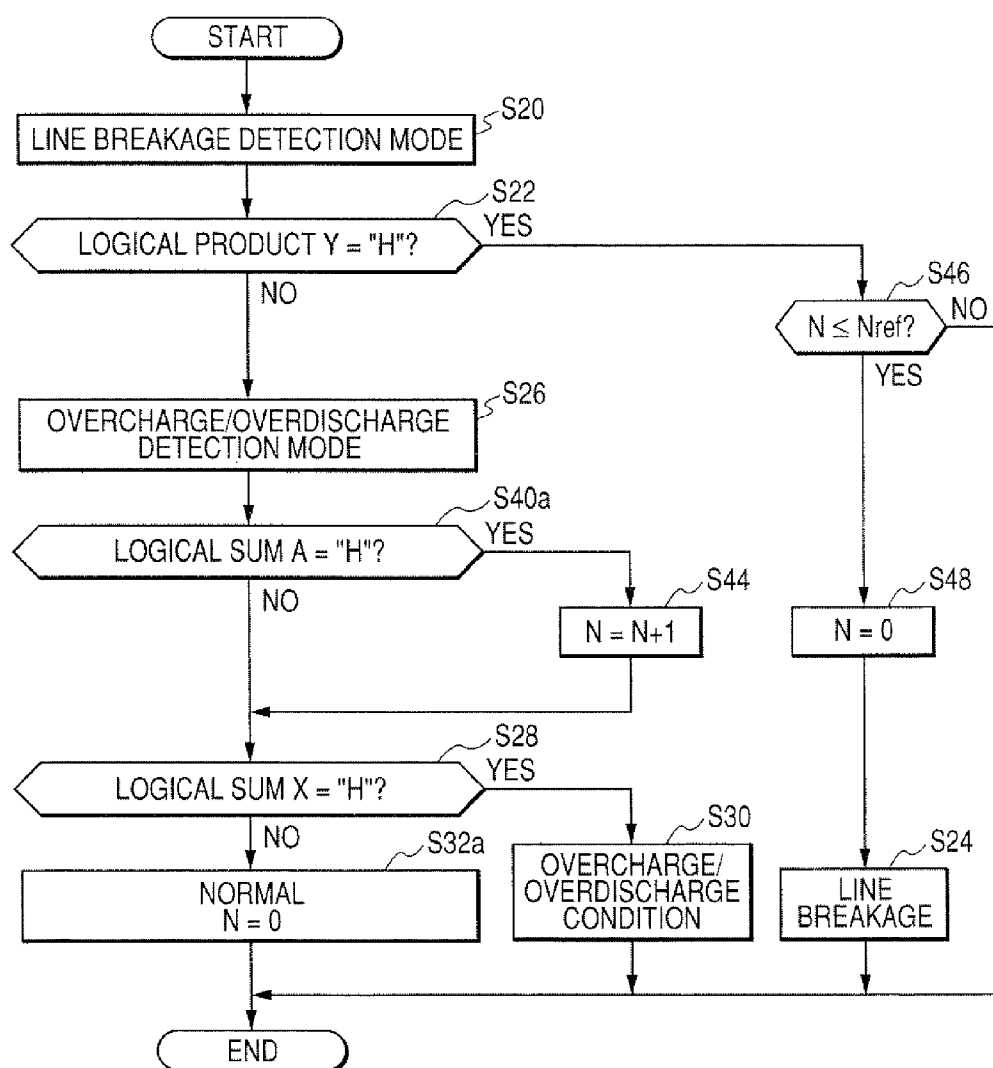 START
S20
LINE BREAKAGE DETECTION MODE
S22
LOGICAL PRODUCT Y = "H"?
YES
NO
S46
N ≤ Nref?
NO
YES
S26
OVERCHARGE/OVERDISCHARGE
DETECTION MODE
S40a
LOGICAL SUM A = "H"?
YES
NO
S44
N = N+1
S48
N = 0
S28
LOGICAL SUM X = "H"?
YES
NO
S32a
NORMAL
N = 0
S30
OVERCHARGE/
OVERDISCHARGE
CONDITION
S24
LINE
BREAKAGE
END